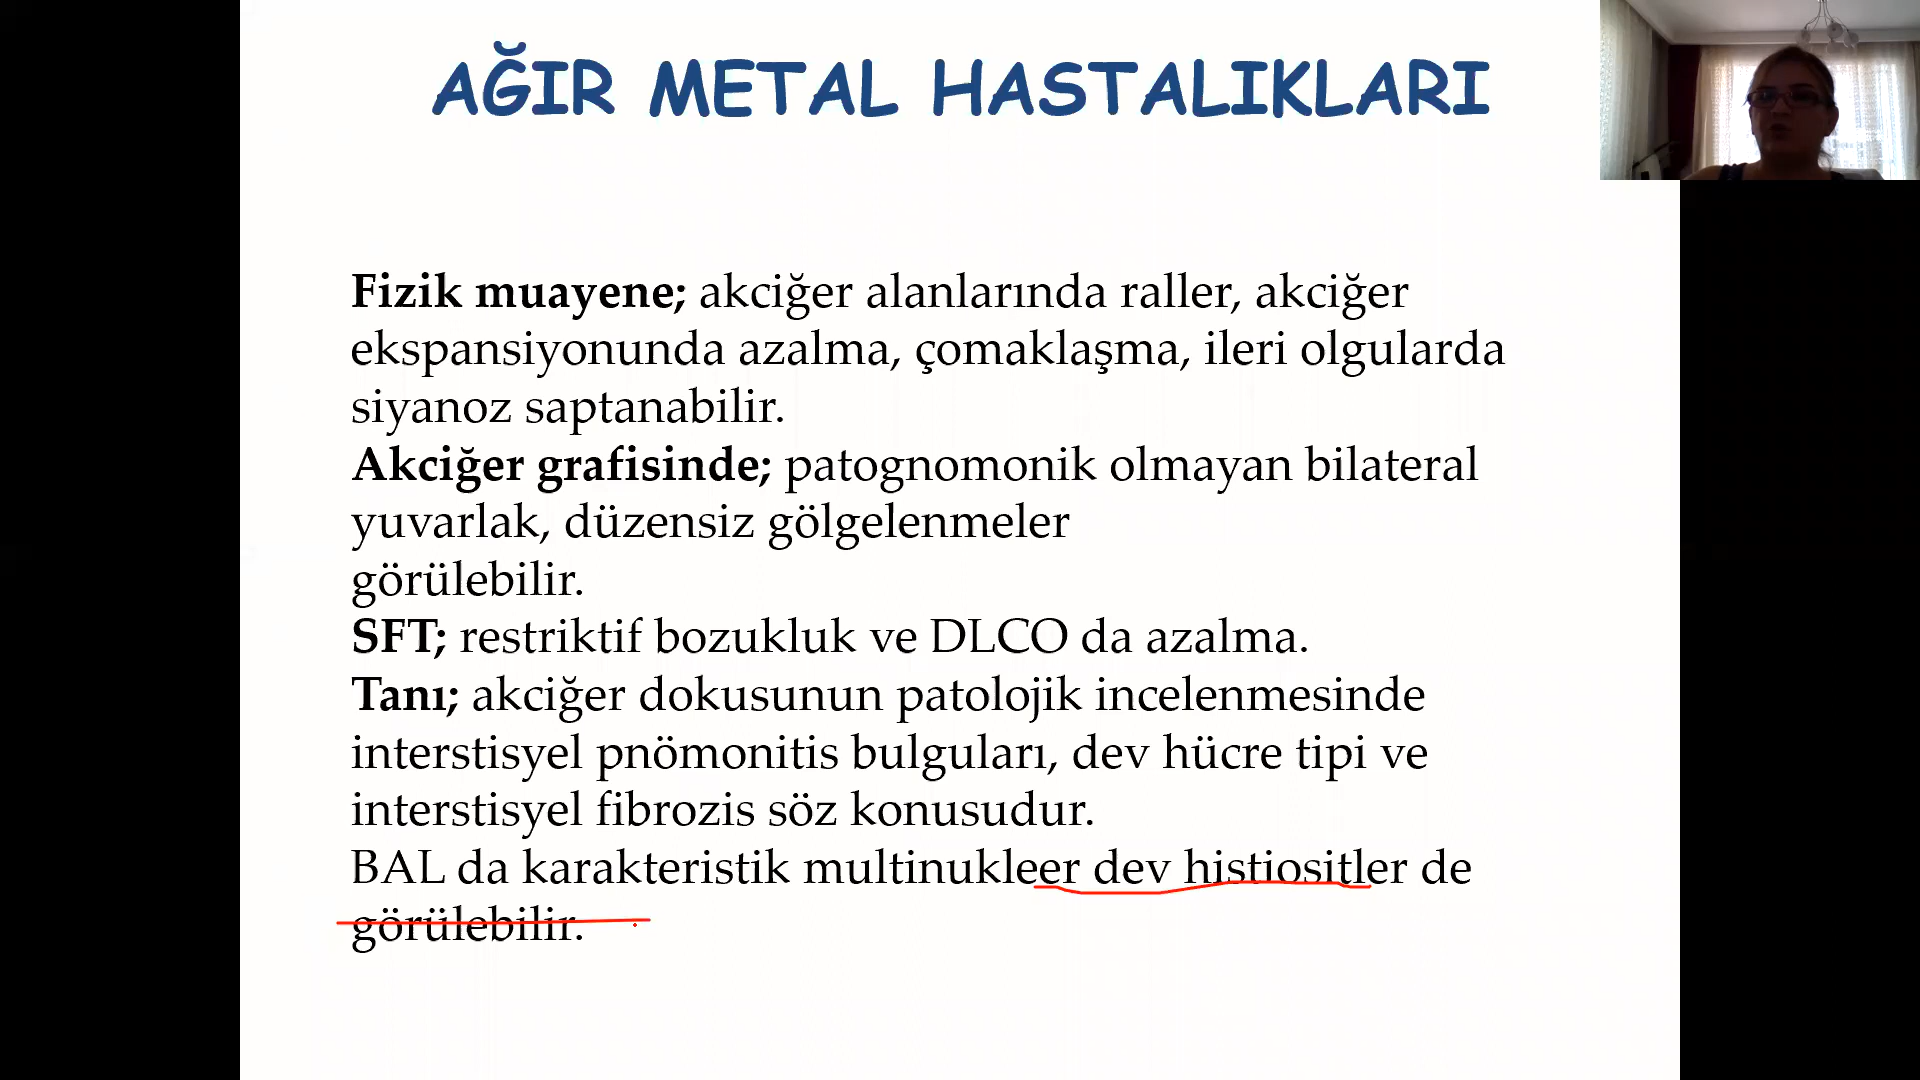 AĞIR METAL HASTALIKLARI
Fizik muayene; akciğer alanlarında raller, akciğer
ekspansiyonunda azalma, çomaklaşma, ileri olgularda
siyanoz saptanabilir.
Akciğer grafisinde; patognomonik olmayan bilateral
yuvarlak, düzensiz gölgelenmeler
görülebilir.
SFT; restriktif bozukluk ve DLCO da azalma.
Tanı; akciğer dokusunun patolojik incelenmesinde
interstisyel pnömonitis bulguları, dev hücre tipi ve
interstisyel fibrozis söz konusudur.
BAL da karakteristik multinukleer dev histiositler de
görülebilir.